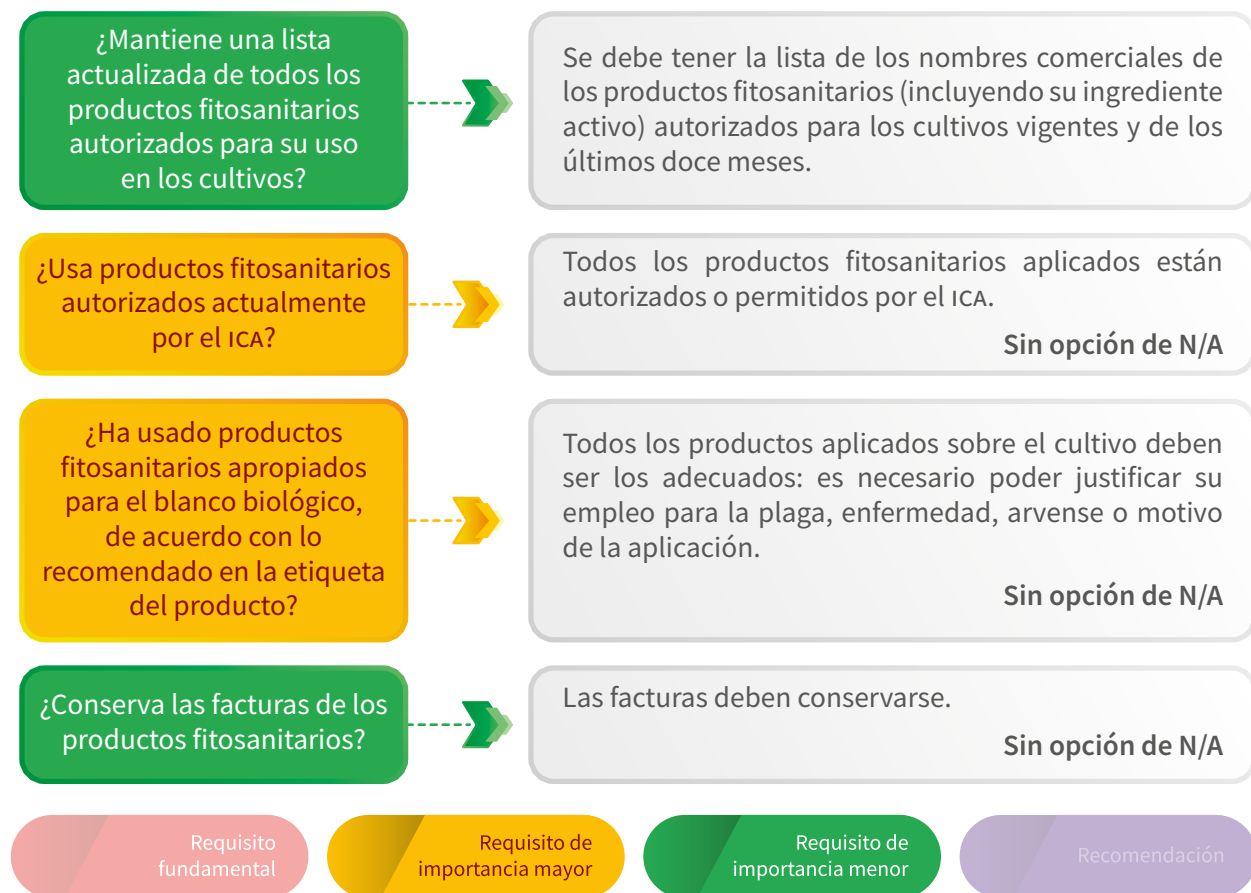 ¿Mantiene una lista
actualizada de todos los
productos fitosanitarios
autorizados para su uso
en los cultivos?
Se debe tener la lista de los nombres comerciales de
los productos fitosanitarios (incluyendo su ingrediente
activo) autorizados para los cultivos vigentes y de los
últimos doce meses.
¿Usa productos fitosanitarios
autorizados actualmente
por el ICA?
Todos los productos fitosanitarios aplicados están
autorizados o permitidos por el ICA.
Sin opción de N/A
¿Ha usado productos
fitosanitarios apropiados
para el blanco biológico,
de acuerdo con lo
recomendado en la etiqueta
del producto?
Todos los productos aplicados sobre el cultivo deben
ser los adecuados: es necesario poder justificar su
empleo para la plaga, enfermedad, arvense o motivo
de la aplicación.
Sin opción de N/A
¿Conserva las facturas de los
productos fitosanitarios?
Las facturas deben conservarse.
Sin opción de N/A
Requisito
fundamental
Requisito de
importancia mayor
Requisito de
importancia menor
Recomendación